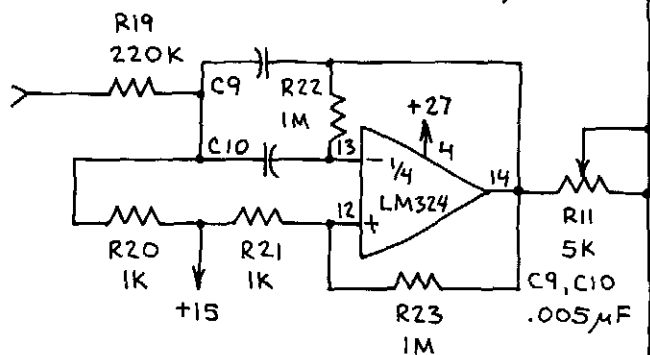 R19
220K
C9
R22
1M
+27
C10
13
4
1/4
LM324
14
12
R20
1K
R21
1K
R11
5K
+15
R23
1M
C9, C10
.005µF